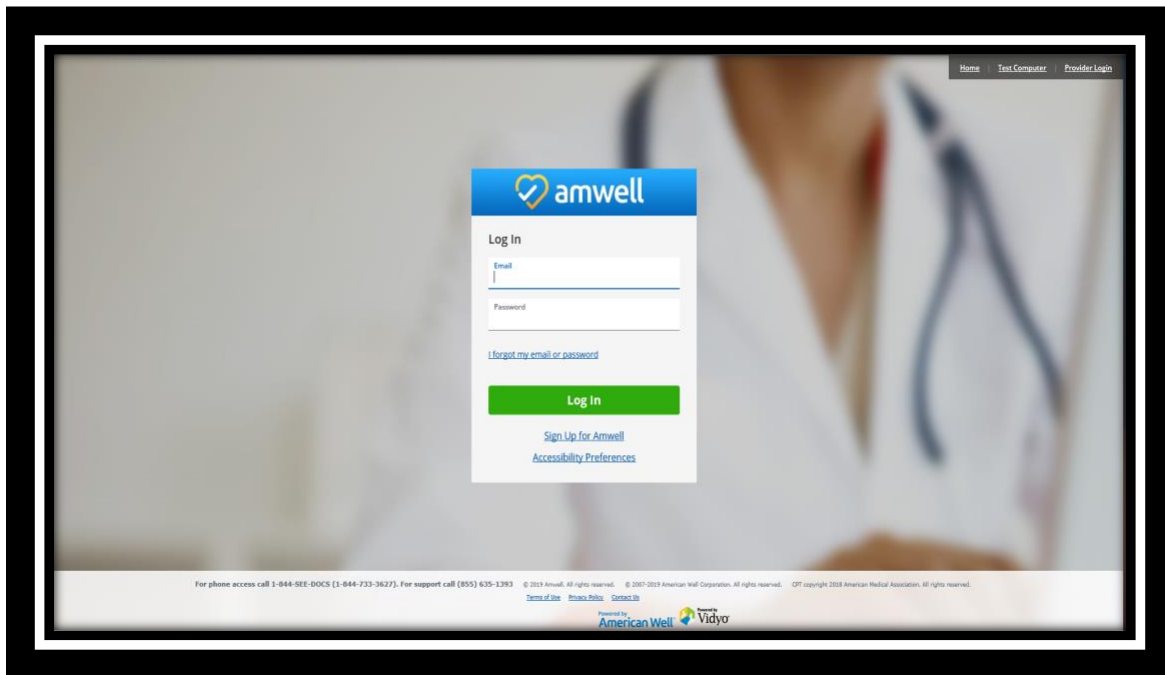 Home | Test Computer | Provider Login
amwell
Log In
Email
Password
I forgot my email or password
Log In
Sign Up for Amwell
Accessibility Preferences
For phone access call 1-844-SEE-DOCS (1-844-733-3627). For support call (855) 635-1393 © 2019 Amwell. All rights reserved. © 2007-2019 American Well Corporation. All rights reserved. CPT copyright 2018 American Medical Association. All rights reserved.
Terms of Use Privacy Policy Contact Us
Powered by Powered by
American Well Vidyo